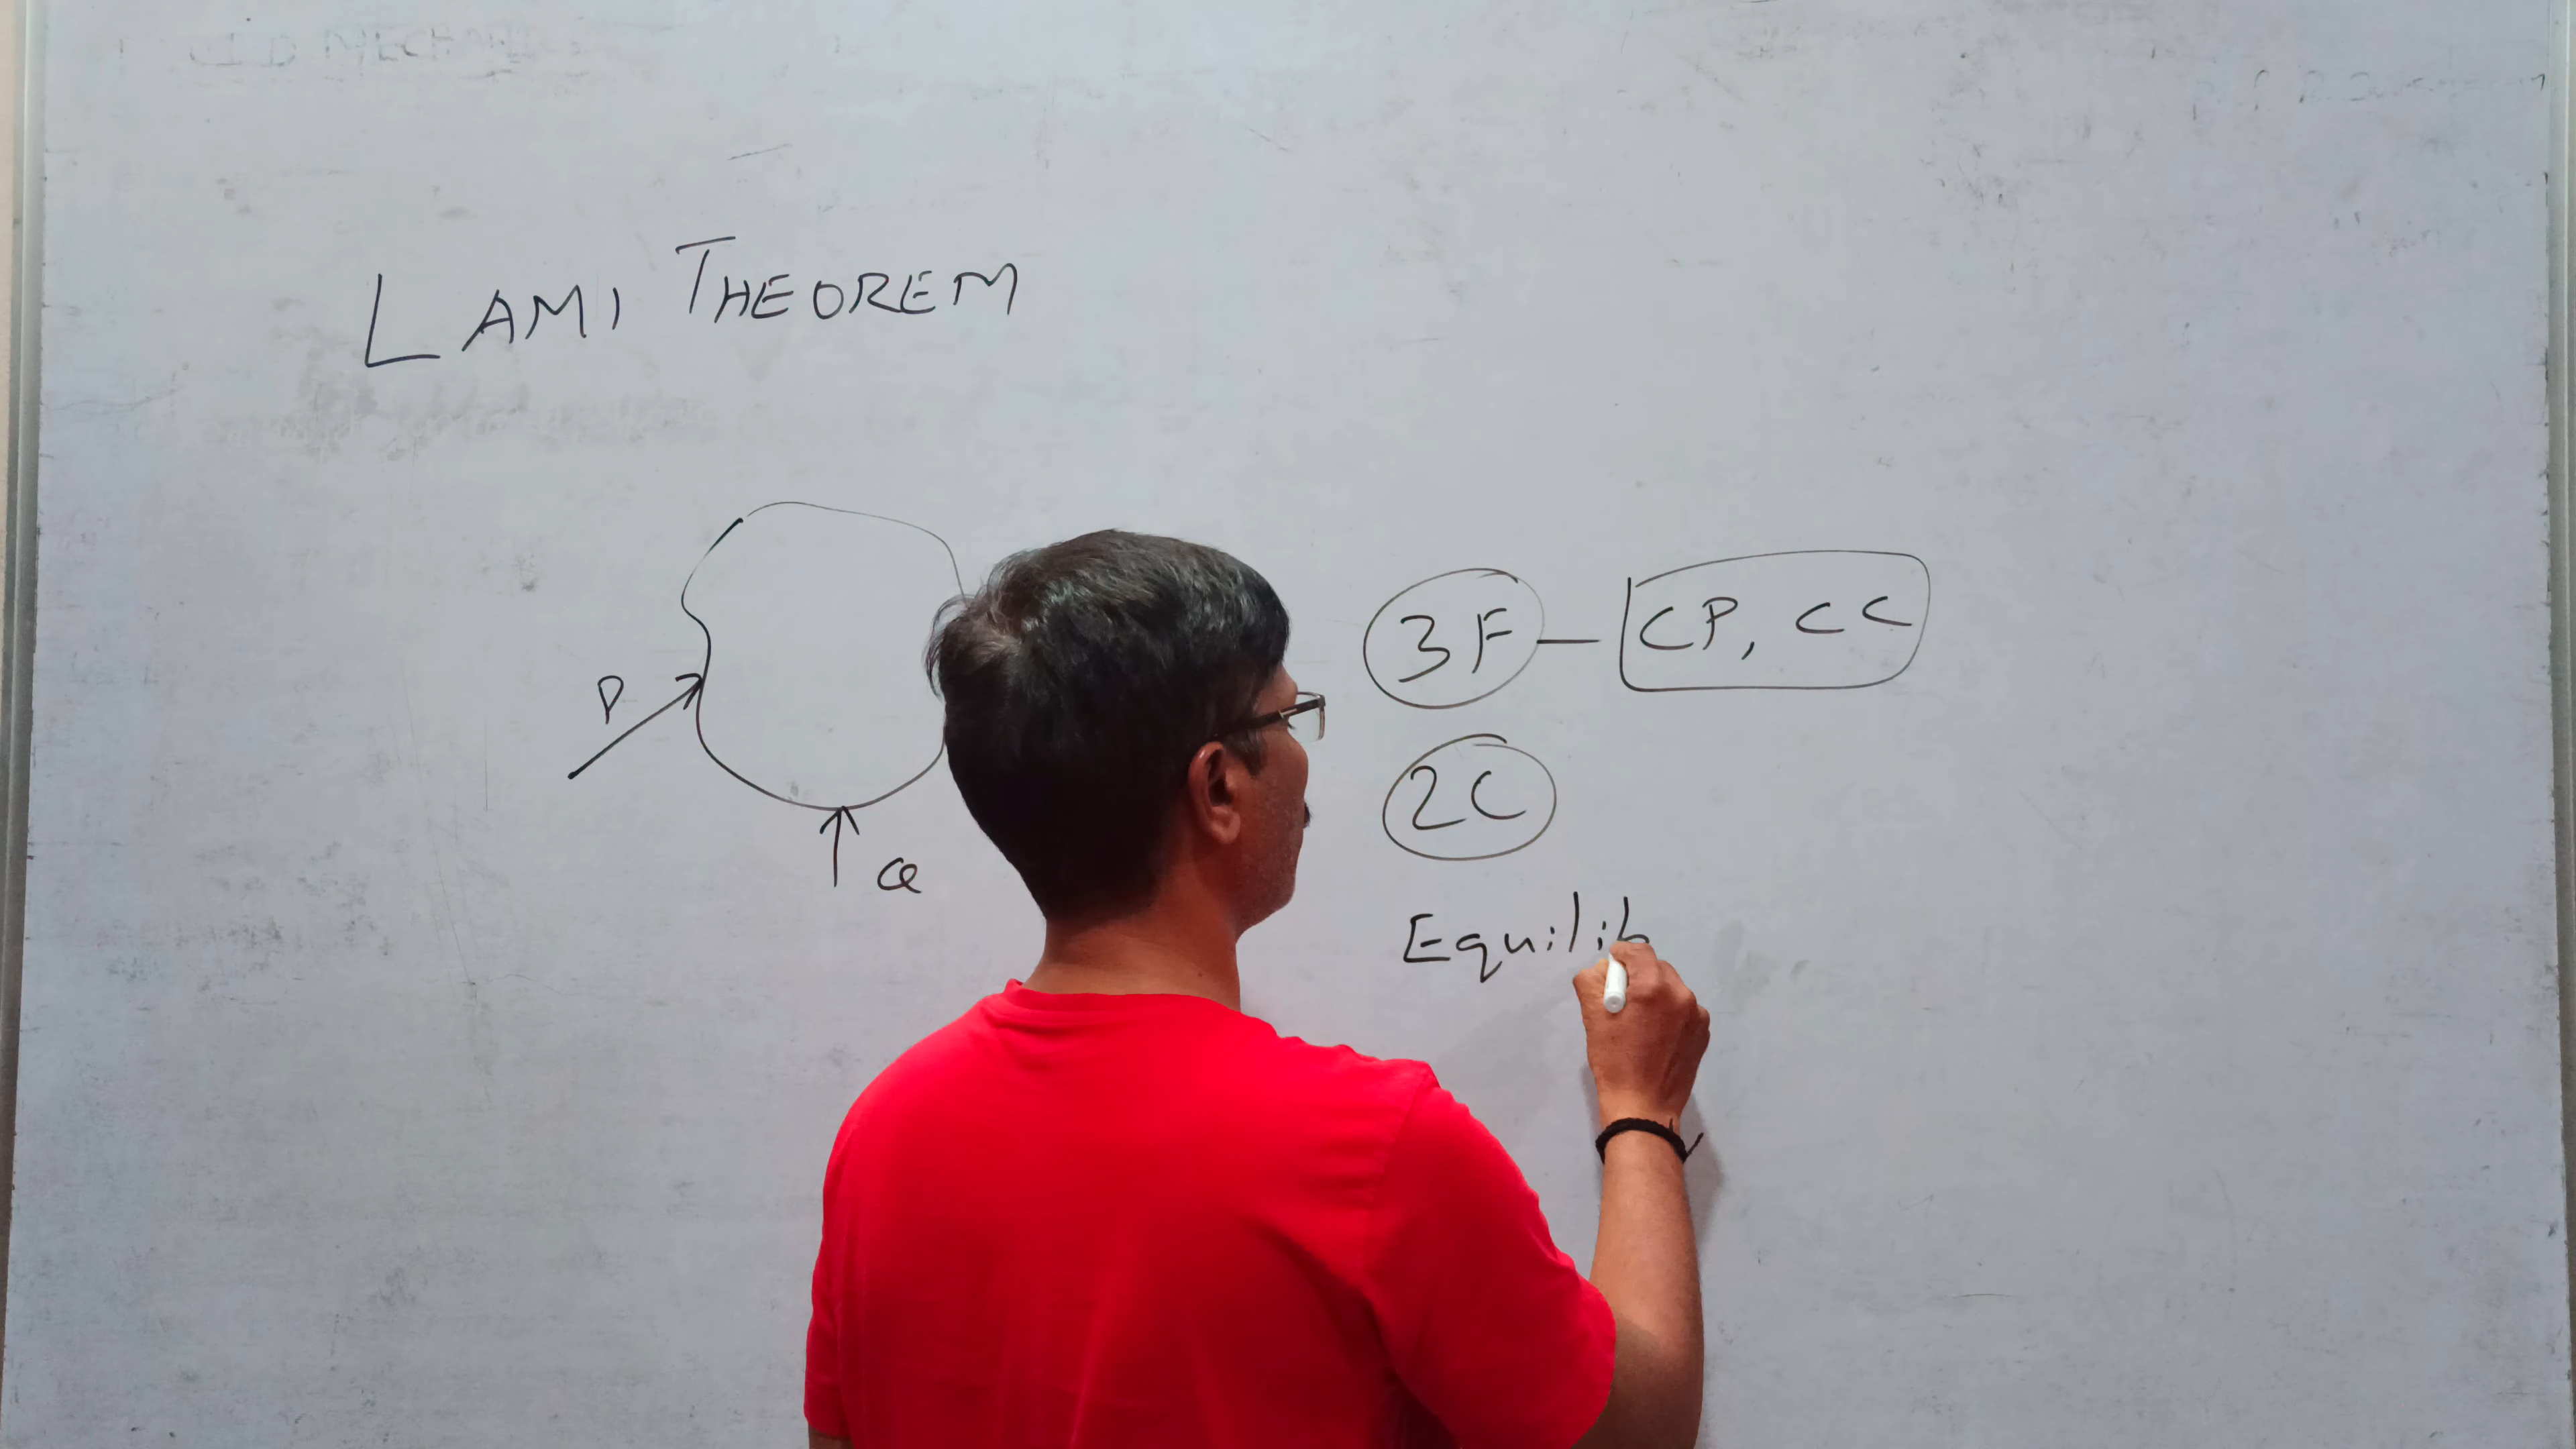 LAMI THEOREM
3F — CP, CC
P
2C
Q
Equilib